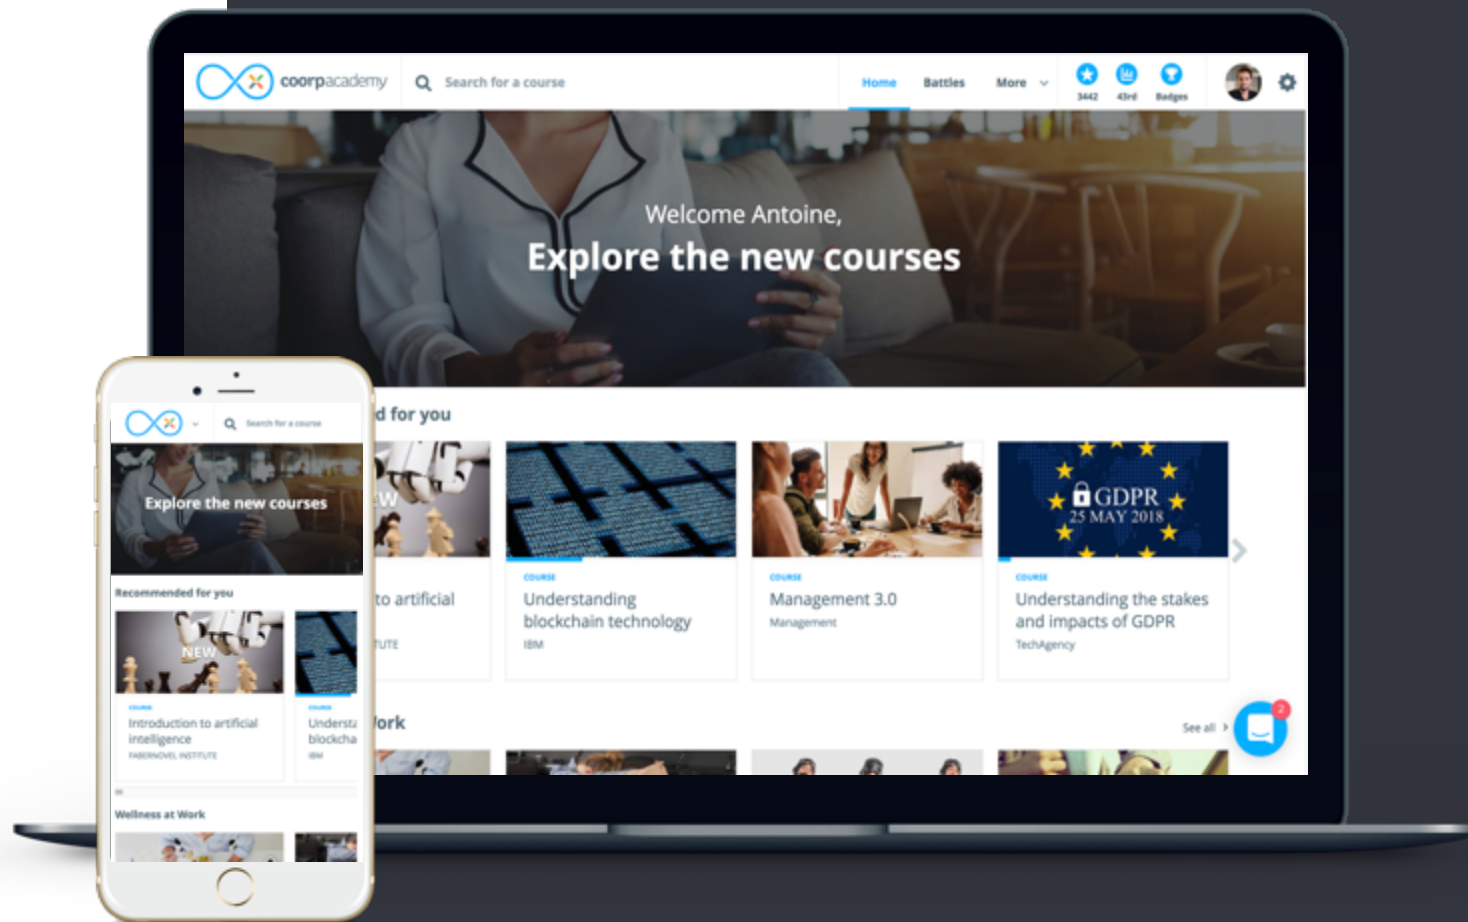 coorpacademy
Search for a course
Home
Battles
More
3442
43rd
Badges
Welcome Antoine,
Explore the new courses
d for you
EW
to artificial
TUTE
COURSE
Understanding
blockchain technology
IBM
COURSE
Management 3.0
Management
GDPR
25 MAY 2018
COURSE
Understanding the stakes
and impacts of GDPR
TechAgency
ork
See all
2
Search for a course
Explore the new courses
Recommended for you
NEW
COURSE
Introduction to artificial
intelligence
FABERNOVEL INSTITUTE
COURSE
Understa
blockcha
IBM
Wellness at Work